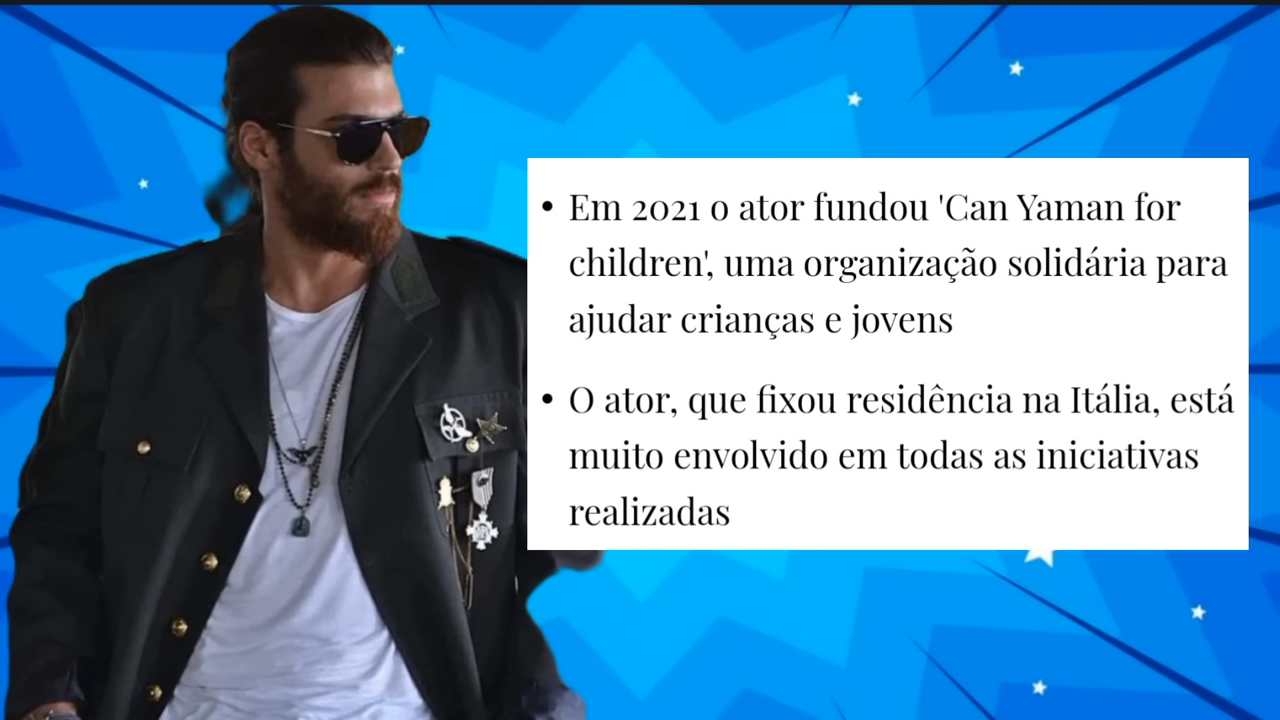 • Em 2021 o ator fundou 'Can Yaman for
children', uma organização solidária para
ajudar crianças e jovens
• O ator, que fixou residência na Itália, está
muito envolvido em todas as iniciativas
realizadas